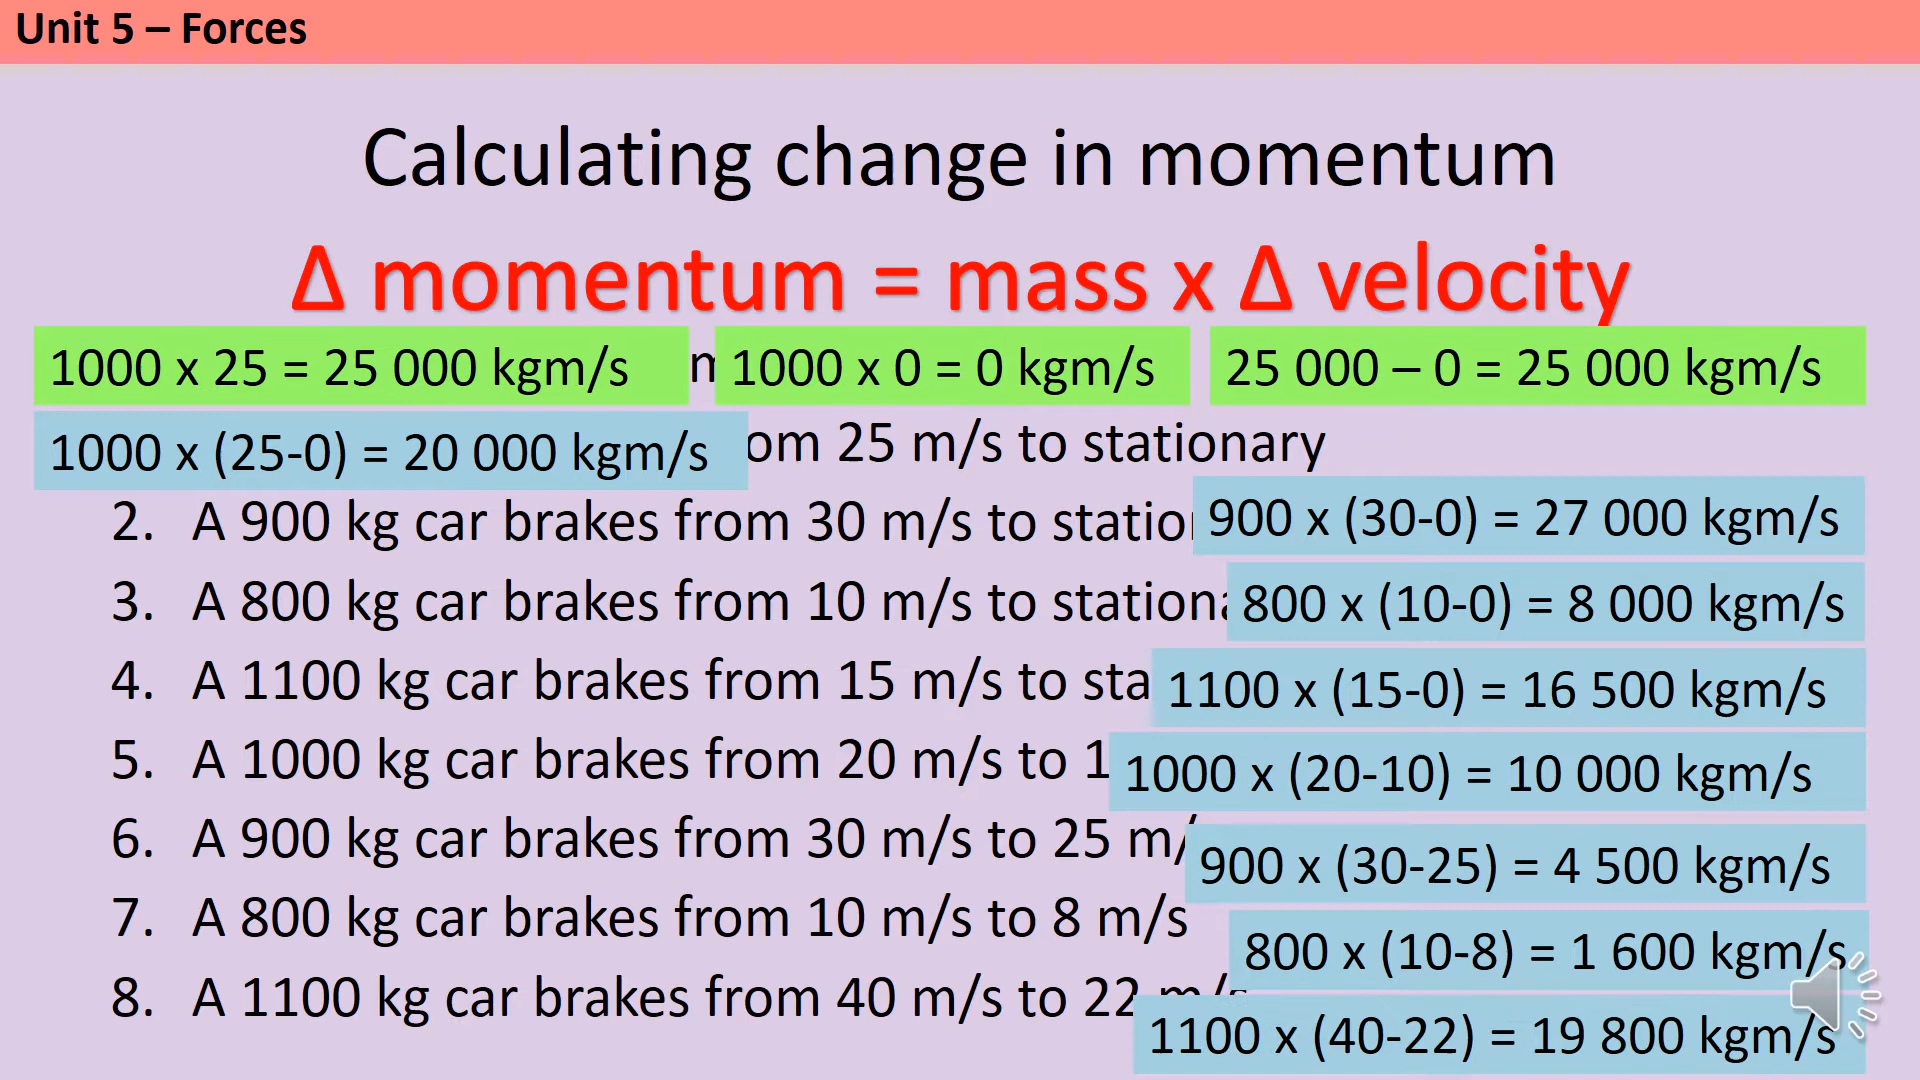 Unit 5 – Forces
Calculating change in momentum
Δ momentum = mass x Δ velocity
1000 x 25 = 25 000 kgm/s 1000 x 0 = 0 kgm/s 25 000 – 0 = 25 000 kgm/s
1000 x (25-0) = 20 000 kgm/s 25 m/s to stationary
2. A 900 kg car brakes from 30 m/s to 900 x (30-0) = 27 000 kgm/s
3. A 800 kg car brakes from 10 m/s to 800 x (10-0) = 8 000 kgm/s
4. A 1100 kg car brakes from 15 m/s to 1100 x (15-0) = 16 500 kgm/s
5. A 1000 kg car brakes from 20 m/s to 1000 x (20-10) = 10 000 kgm/s
6. A 900 kg car brakes from 30 m/s to 25 900 x (30-25) = 4 500 kgm/s
7. A 800 kg car brakes from 10 m/s to 8 m/s 800 x (10-8) = 1 600 kgm/s
8. A 1100 kg car brakes from 40 m/s to 22 m/s
1100 x (40-22) = 19 800 kgm/s